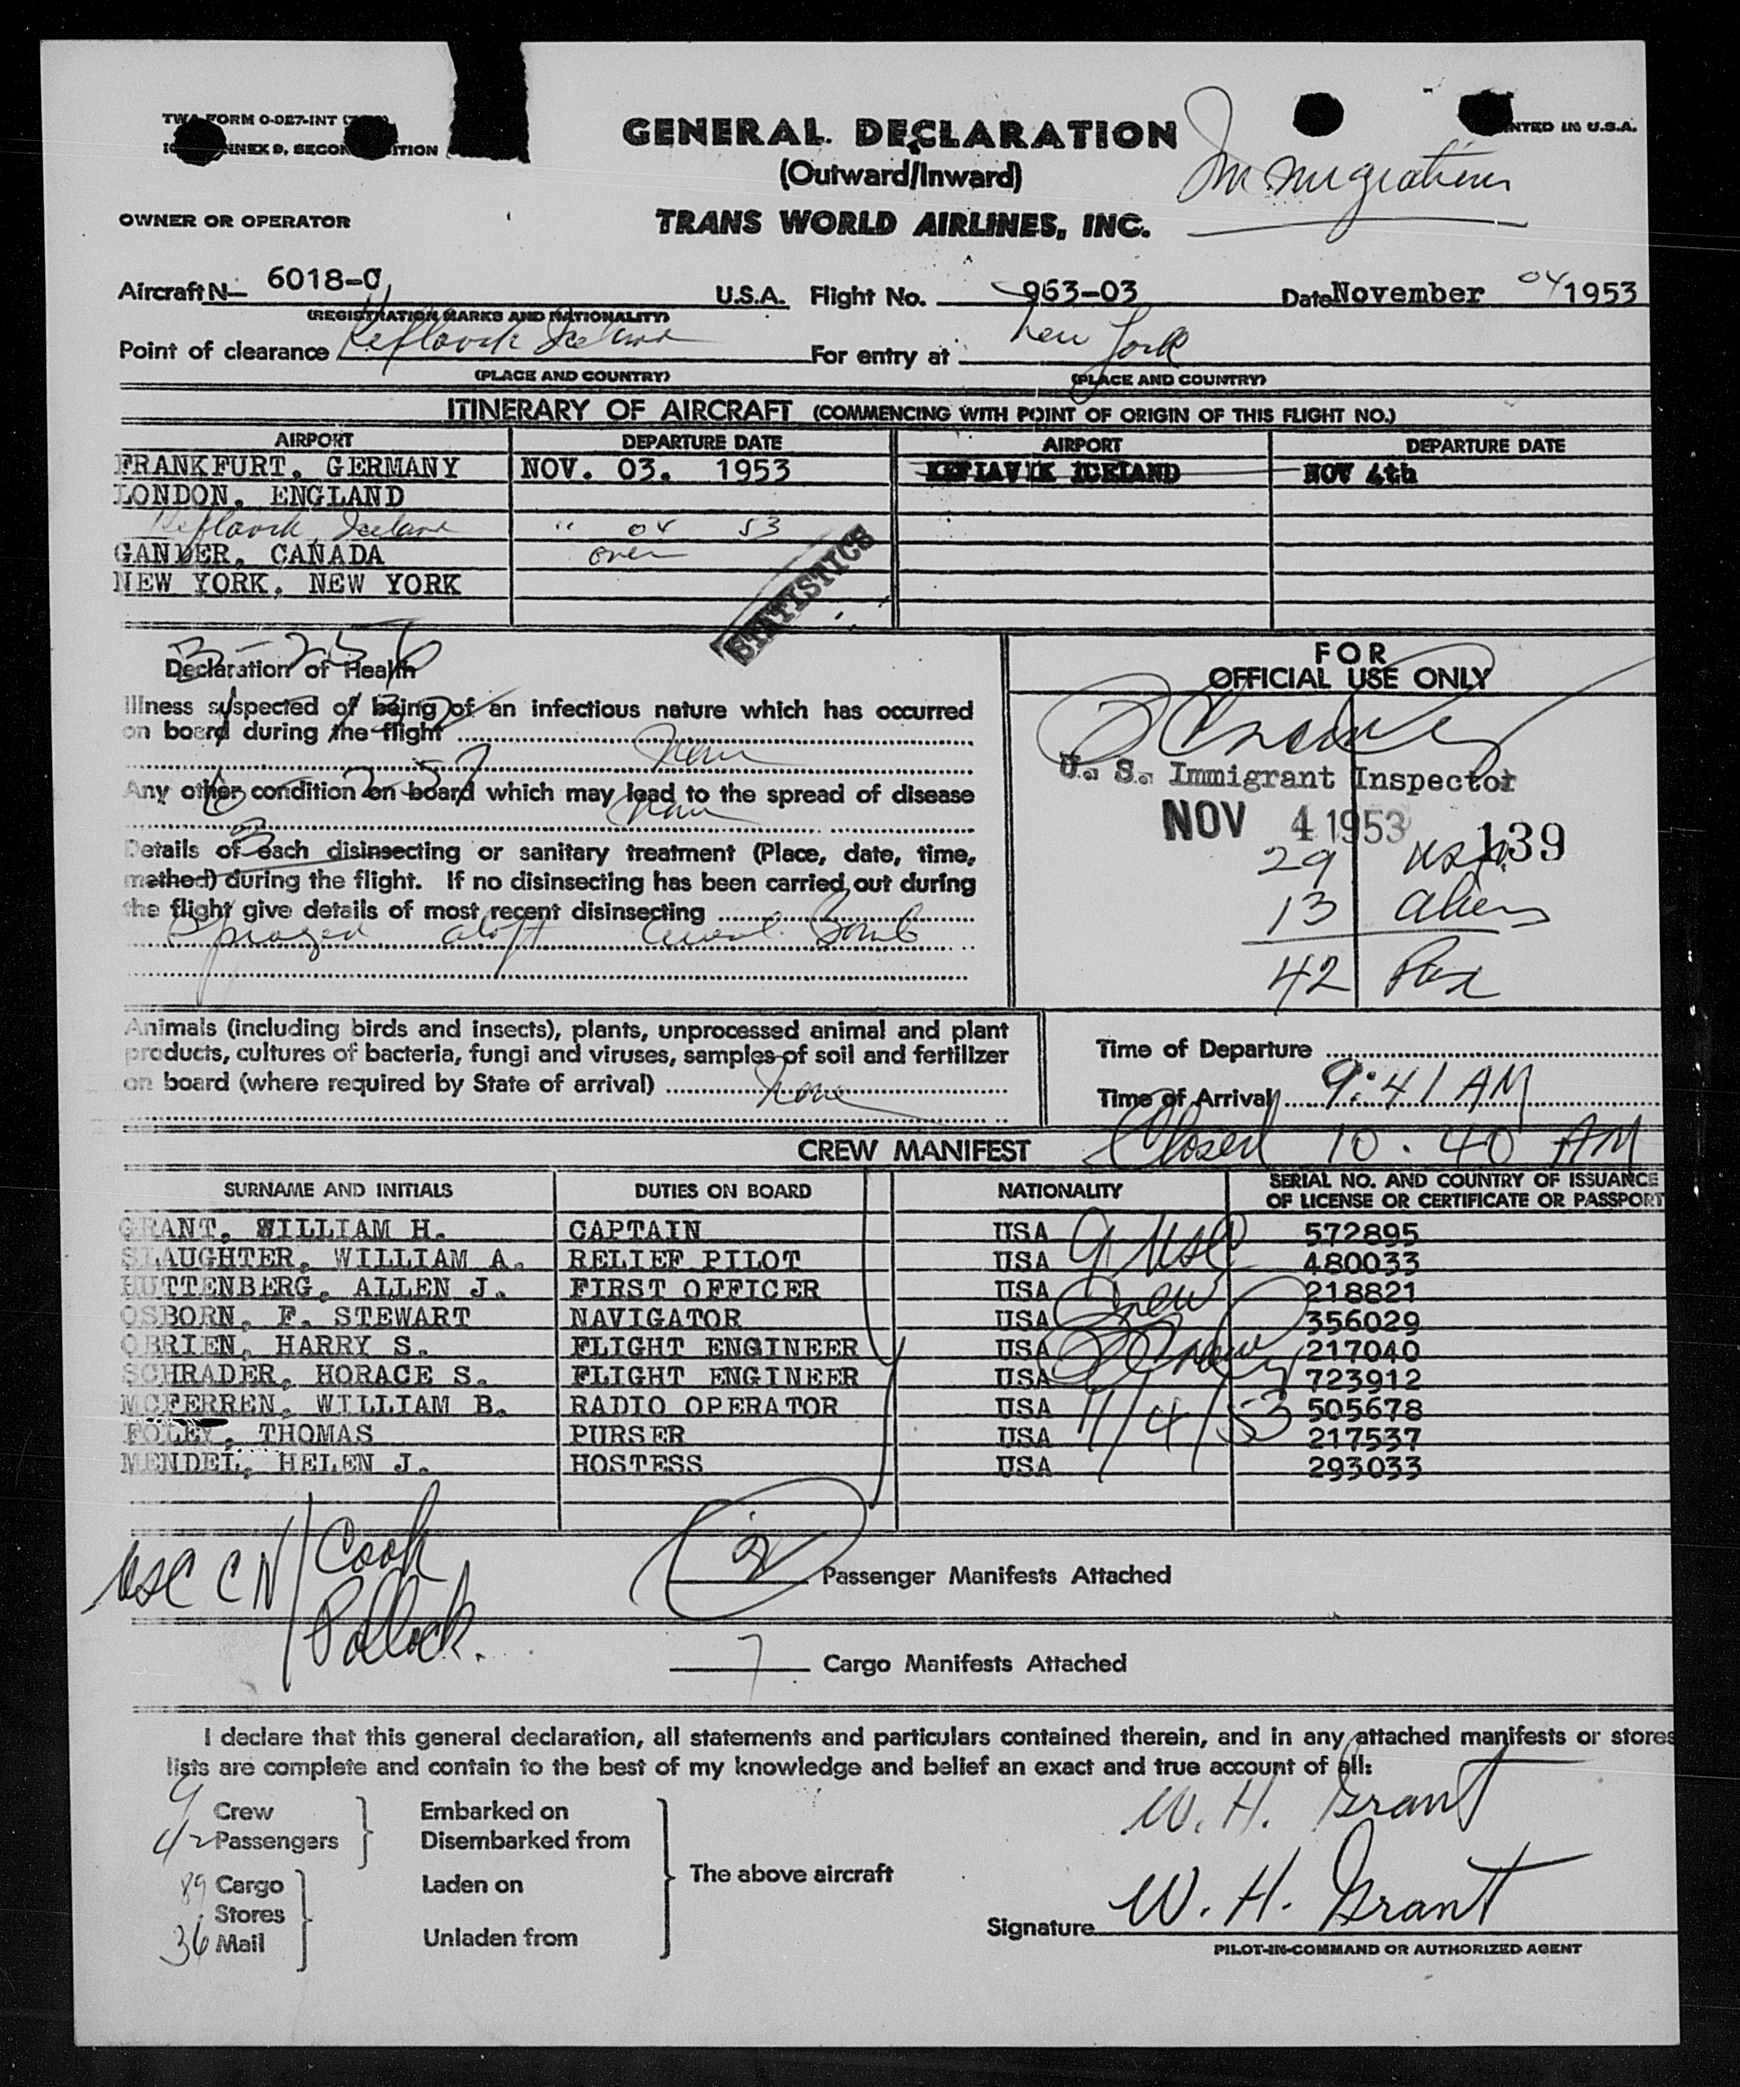 TWA FORM O-027-INT
NNEX 9, SECON ITION
GENERAL DECLARATION
(Outward/Inward)
NTED IN U.S.A.
Immigration
OWNER OR OPERATOR
TRANS WORLD AIRLINES, INC.
Aircraft N- 6018-C U.S.A. Flight No. 963-03 Date November 04 1953
(REGISTRATION MARKS AND NATIONALITY)
Point of clearance Keflavik Iceland For entry at New York
(PLACE AND COUNTRY) (PLACE AND COUNTRY)
ITINERARY OF AIRCRAFT (COMMENCING WITH POINT OF ORIGIN OF THIS FLIGHT NO.)
AIRPORT DEPARTURE DATE AIRPORT DEPARTURE DATE
FRANKFURT, GERMANY NOV. 03. 1953 KEFLAVIK ICELAND NOV 4th
LONDON, ENGLAND
Keflavik, Iceland " 04 53
GANDER, CANADA over
NEW YORK, NEW YORK
STATISTICS
Declaration of Health
Illness suspected of being of an infectious nature which has occurred
on board during the flight
None
Any other condition on board which may lead to the spread of disease
None
Details of each disinsecting or sanitary treatment (Place, date, time,
method) during the flight. If no disinsecting has been carried out during
the flight give details of most recent disinsecting
Sprayed aloft Bomb
FOR
OFFICIAL USE ONLY
U. S. Immigrant Inspector
NOV 4 1953 139
29 USC
13 Aliens
42 Pax
Animals (including birds and insects), plants, unprocessed animal and plant
products, cultures of bacteria, fungi and viruses, samples of soil and fertilizer
on board (where required by State of arrival) None
Time of Departure
Time of Arrival 9:41 AM
Closed 10.40 AM
CREW MANIFEST
SURNAME AND INITIALS DUTIES ON BOARD NATIONALITY SERIAL NO. AND COUNTRY OF ISSUANCE
OF LICENSE OR CERTIFICATE OR PASSPORT
GRANT, WILLIAM H. CAPTAIN USA 572895
SLAUGHTER, WILLIAM A. RELIEF PILOT USA 480033
HUTTENBERG, ALLEN J. FIRST OFFICER USA 218821
OSBORN, F. STEWART NAVIGATOR USA 356029
OBRIEN, HARRY S. FLIGHT ENGINEER USA 217040
SCHRADER, HORACE S. FLIGHT ENGINEER USA 723912
MCFERREN, WILLIAM B. RADIO OPERATOR USA 505678
FOLEY, THOMAS PURSER USA 217537
MENDEL, HELEN J. HOSTESS USA 293033
9 USC
Crew
11/4/53
USC CN Cook
Pollock.
2 Passenger Manifests Attached
7 Cargo Manifests Attached
I declare that this general declaration, all statements and particulars contained therein, and in any attached manifests or stores
lists are complete and contain to the best of my knowledge and belief an exact and true account of all:
9 Crew Embarked on
42 Passengers Disembarked from
The above aircraft
89 Cargo Laden on
Stores
36 Mail Unladen from
W. H. Grant
Signature W. H. Grant
PILOT-IN-COMMAND OR AUTHORIZED AGENT